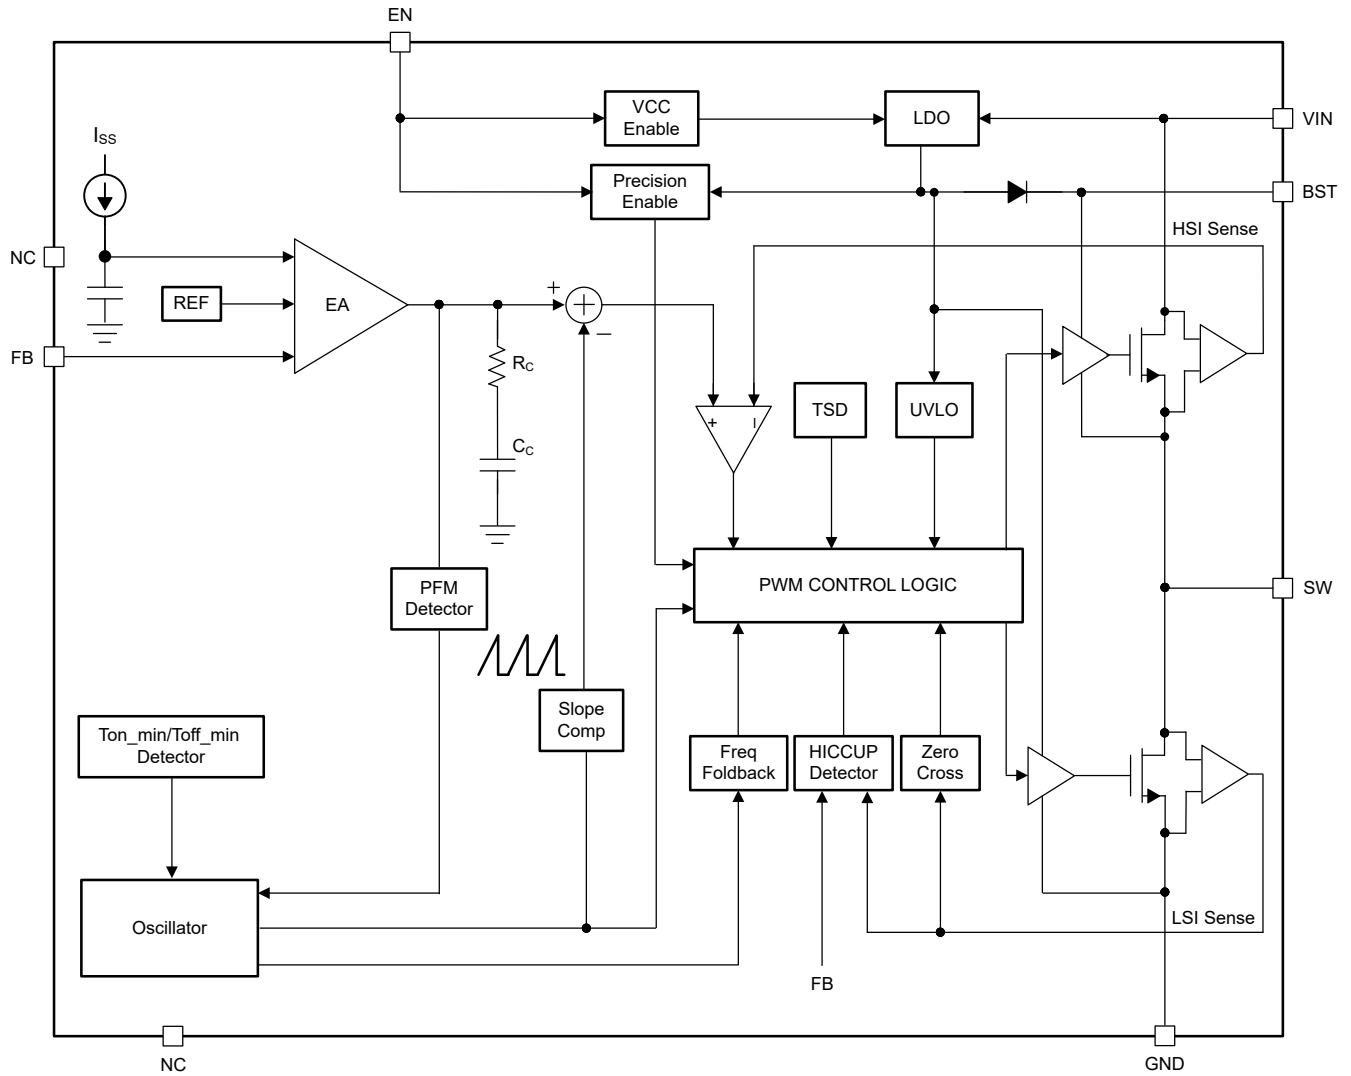 EN
VCC
Enable
LDO
VIN
ISS
Precision
Enable
BST
HSI Sense
NC
REF
EA
+
−
FB
RC
TSD
UVLO
+
−
CC
PWM CONTROL LOGIC
SW
PFM
Detector
Slope
Comp
Ton_min/Toff_min
Detector
Freq
Foldback
HICCUP
Detector
Zero
Cross
Oscillator
LSI Sense
FB
NC
GND